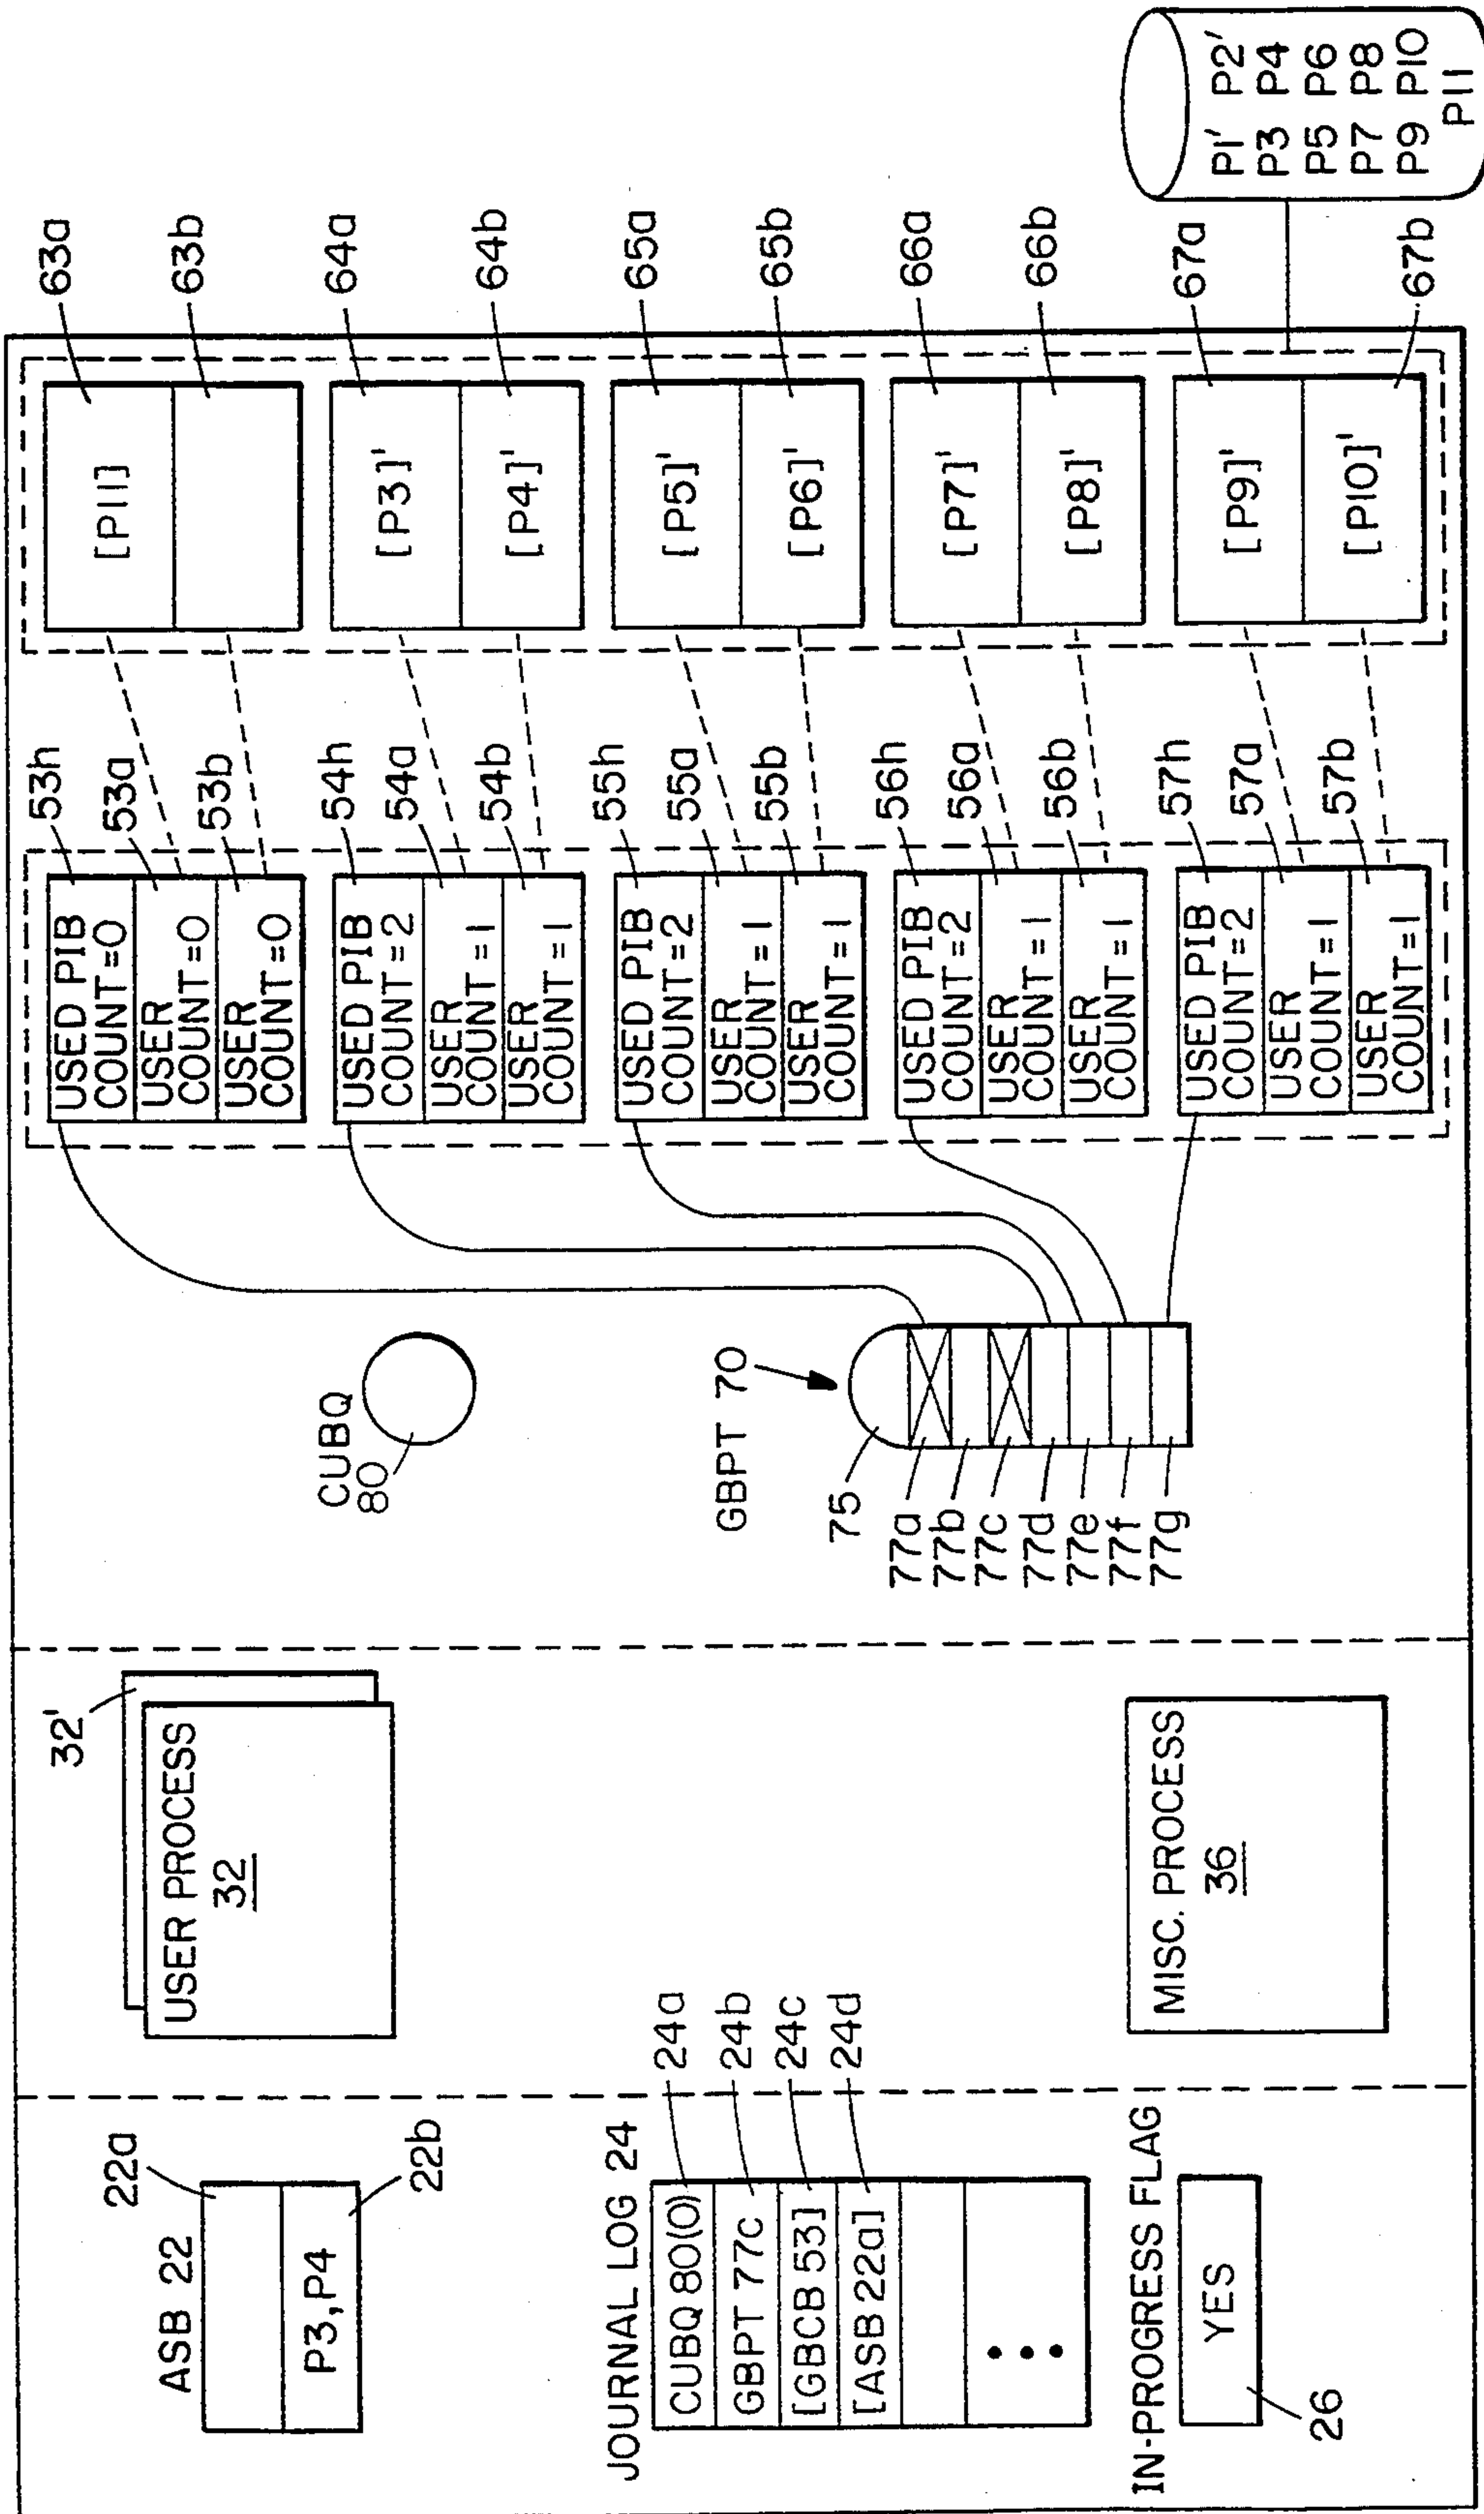 ASB 22
22a
P3,P4
22b
JOURNAL LOG 24
CUBQ 80(0)
24a
GBPT 77c
24b
[GBCB 53]
24c
[ASB 22a]
24d
IN-PROGRESS FLAG
YES
26
32'
USER PROCESS
32
MISC. PROCESS
36
CUBQ
80
GBPT 70
75
77a
77b
77c
77d
77e
77f
77g
53h
USED PIB
COUNT=0
53a
USER
COUNT=0
53b
USER
COUNT=0
54h
USED PIB
COUNT=2
54a
USER
COUNT=1
54b
USER
COUNT=1
55h
USED PIB
COUNT=2
55a
USER
COUNT=1
55b
USER
COUNT=1
56h
USED PIB
COUNT=2
56a
USER
COUNT=1
56b
USER
COUNT=1
57h
USED PIB
COUNT=2
57a
USER
COUNT=1
57b
USER
COUNT=1
63a
[P11]
63b
64a
[P3]'
64b
[P4]'
65a
[P5]'
65b
[P6]'
66a
[P7]'
66b
[P8]'
67a
[P9]'
67b
[P10]'
P1' P2'
P3 P4
P5 P6
P7 P8
P9 P10
P11